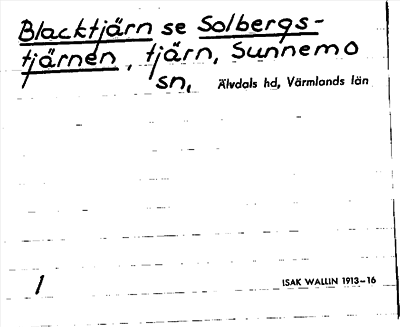 Blacktjärn se Solbergs-
tjärnen, tjärn, Sunnemo
sn, Älvdals hd, Värmlands län
1
ISAK WALLIN 1913–16